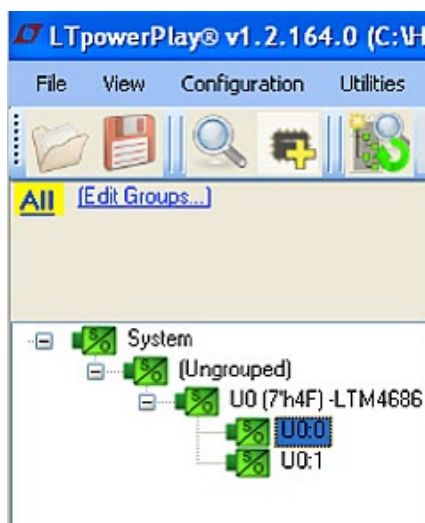 LTpowerPlay® v1.2.164.0 (C:\H
File View Configuration Utilities
All (Edit Groups...)
System
(Ungrouped)
U0 (7'h4F) -LTM4686
U0:0
U0:1